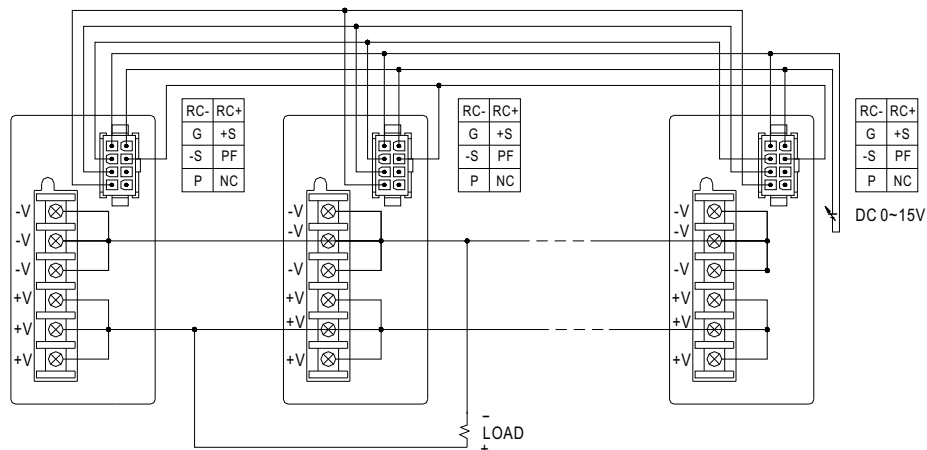 RC- RC+
G +S
-S PF
P NC
RC- RC+
G +S
-S PF
P NC
RC- RC+
G +S
-S PF
P NC
DC 0~15V
-V
-V
-V
+V
+V
+V
-V
-V
-V
+V
+V
+V
-V
-V
-V
+V
+V
+V
-
LOAD
+